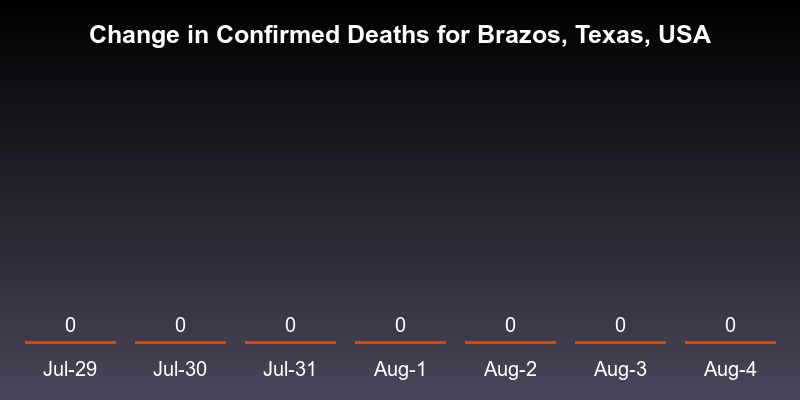 Change in Confirmed Deaths for Brazos, Texas, USA
0 0 0 0 0 0 0
Jul-29 Jul-30 Jul-31 Aug-1 Aug-2 Aug-3 Aug-4